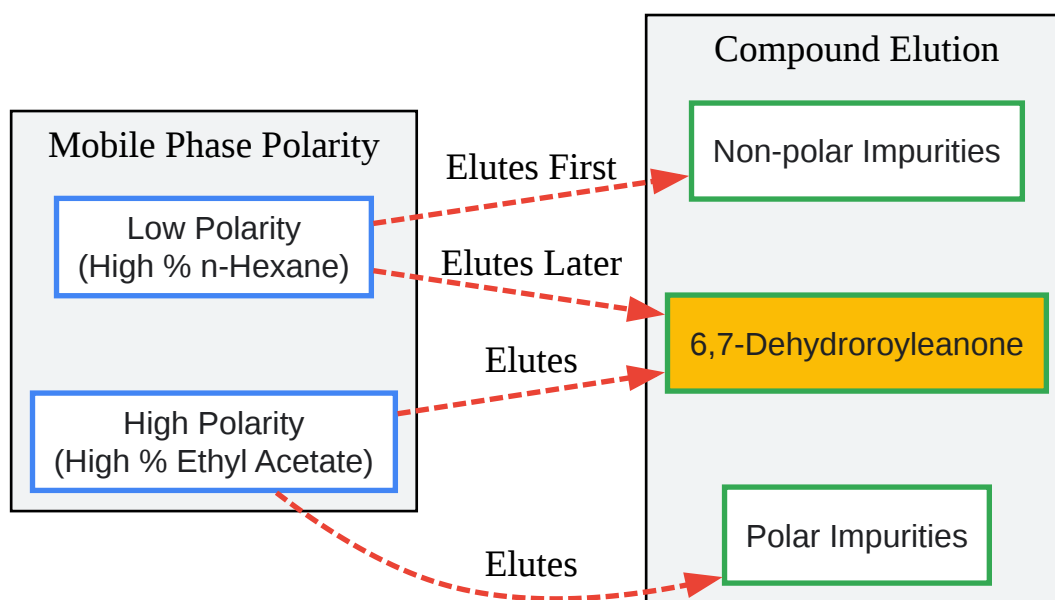 Compound Elution
Mobile Phase Polarity
Non-polar Impurities
Elutes First
Low Polarity
(High % n-Hexane)
Elutes Later
6,7-Dehydroroyleanone
Elutes
High Polarity
(High % Ethyl Acetate)
Polar Impurities
Elutes